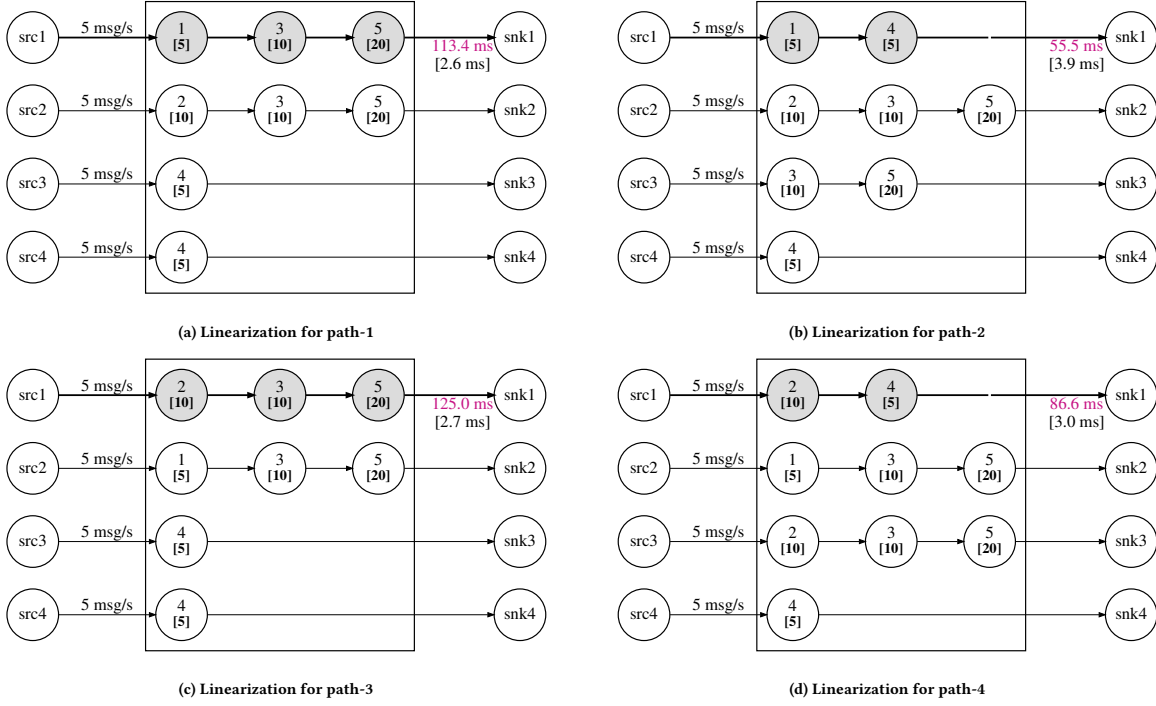 src1 5 msg/s 1 3 5 snk1
[5] [10] [20]
113.4 ms
[2.6 ms]
src2 5 msg/s 2 3 5 snk2
[10] [10] [20]
src3 5 msg/s 4 snk3
[5]
src4 5 msg/s 4 snk4
[5]
(a) Linearization for path-1
src1 5 msg/s 1 4 snk1
[5] [5]
55.5 ms
[3.9 ms]
src2 5 msg/s 2 3 5 snk2
[10] [10] [20]
src3 5 msg/s 3 5 snk3
[10] [20]
src4 5 msg/s 4 snk4
[5]
(b) Linearization for path-2
src1 5 msg/s 2 3 5 snk1
[10] [10] [20]
125.0 ms
[2.7 ms]
src2 5 msg/s 1 3 5 snk2
[5] [10] [20]
src3 5 msg/s 4 snk3
[5]
src4 5 msg/s 4 snk4
[5]
(c) Linearization for path-3
src1 5 msg/s 2 4 snk1
[10] [5]
86.6 ms
[3.0 ms]
src2 5 msg/s 1 3 5 snk2
[5] [10] [20]
src3 5 msg/s 2 3 5 snk3
[10] [10] [20]
src4 5 msg/s 4 snk4
[5]
(d) Linearization for path-4